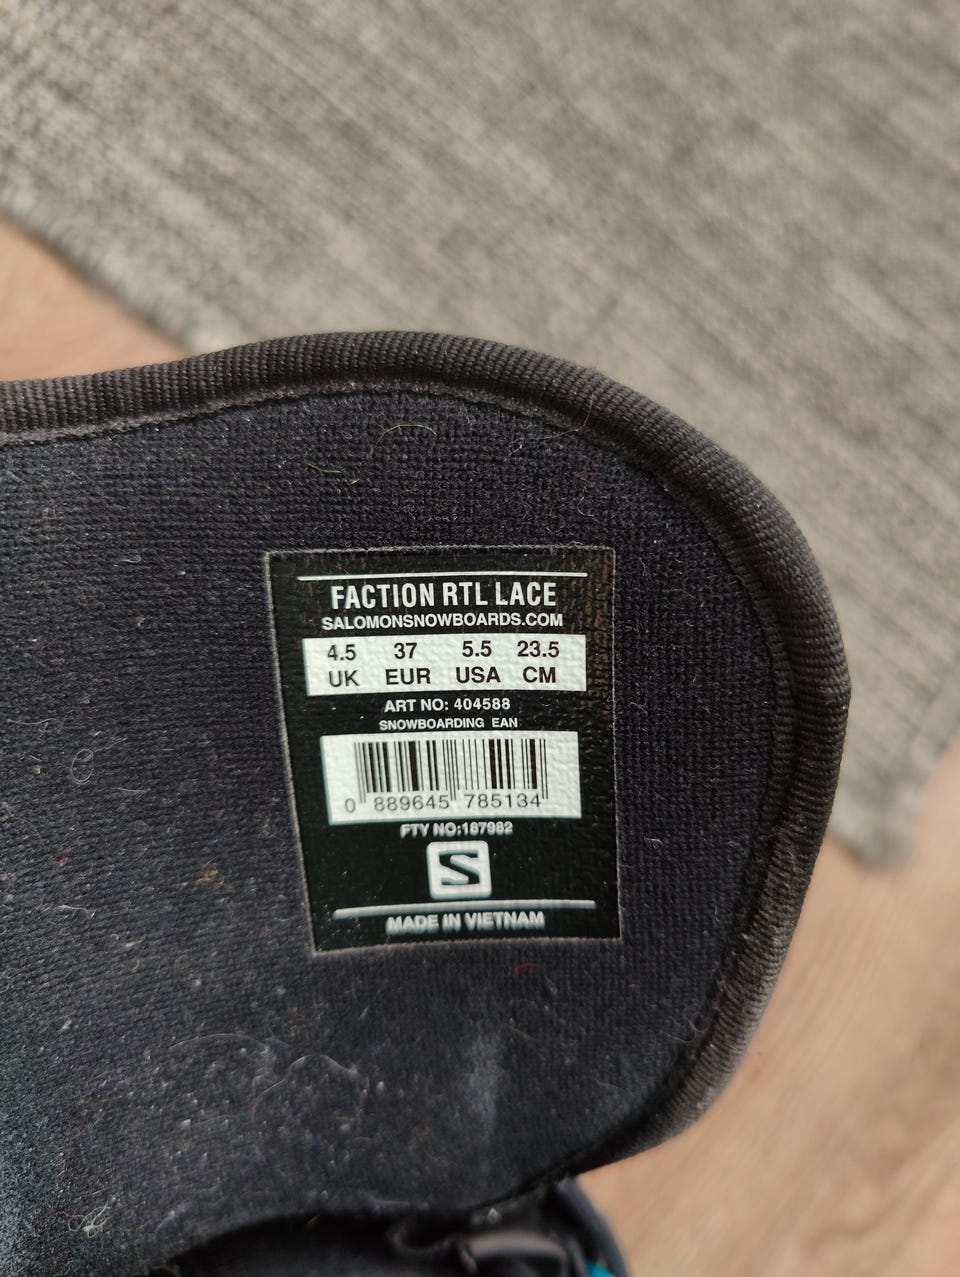 FACTION RTL LACE
SALOMONSNOWBOARDS.COM
4.5 37 5.5 23.5
UK EUR USA CM
ART NO: 404588
SNOWBOARDING EAN
0 889645 785134
FTY NO:187982
S
MADE IN VIETNAM